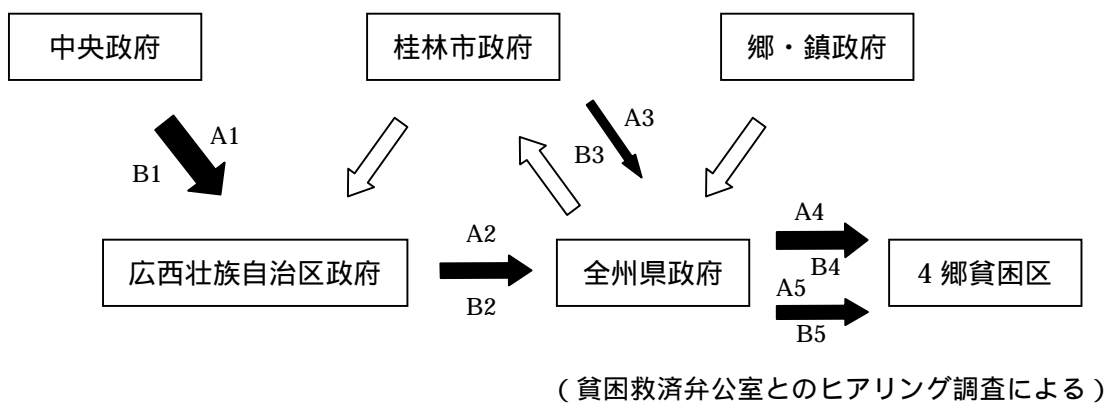 中央政府
桂林市政府
郷・鎮政府
A1
B1
A3
B3
広西壮族自治区政府
A2
B2
全州県政府
A4
B4
A5
B5
4 郷貧困区
(貧困救済弁公室とのヒアリング調査による)